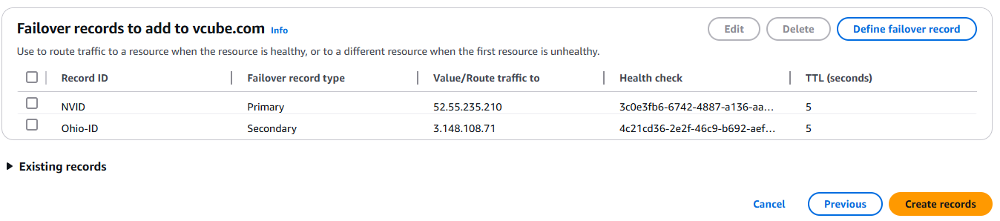 Failover records to add to vcube.com Info Edit Delete Define failover record
Use to route traffic to a resource when the resource is healthy, or to a different resource when the first resource is unhealthy.
Record ID Failover record type Value/Route traffic to Health check TTL (seconds)
NVID Primary 52.55.235.210 3c0e3fb6-6742-4887-a136-aa... 5
Ohio-ID Secondary 3.148.108.71 4c21cd36-2e2f-46c9-b692-aef... 5
Existing records
Cancel Previous Create records